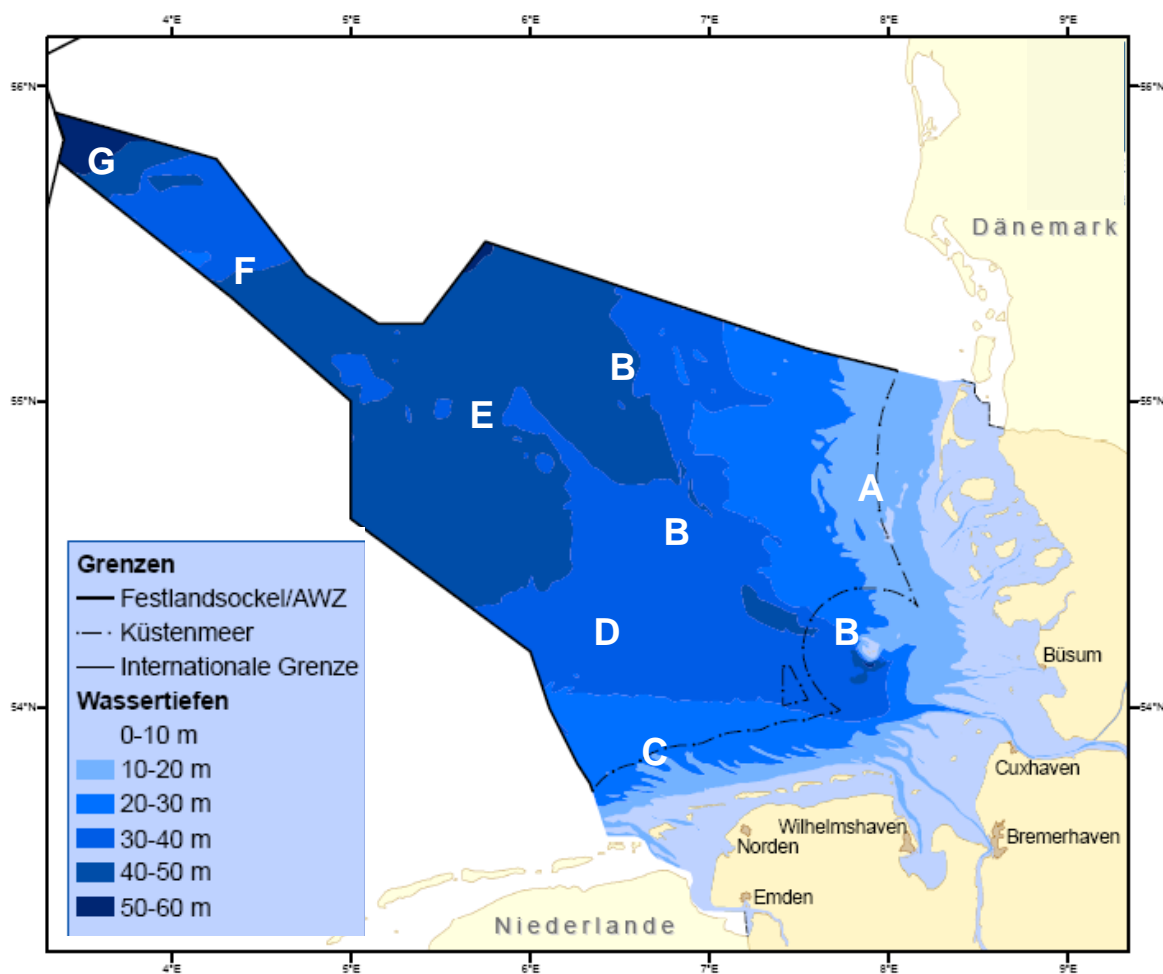 4°E 5°E 6°E 7°E 8°E 9°E
56°N 56°N
G
Dänemark
F
B
55°N 55°N
E
A
B
Grenzen
Festlandsockel/AWZ
Küstenmeer
Internationale Grenze
Wassertiefen
0-10 m
10-20 m
20-30 m
30-40 m
40-50 m
50-60 m
D
B
Büsum
54°N 54°N
C
Cuxhaven
Wilhelmshaven
Bremerhaven
Norden
Emden
Niederlande
4°E 5°E 6°E 7°E 8°E 9°E